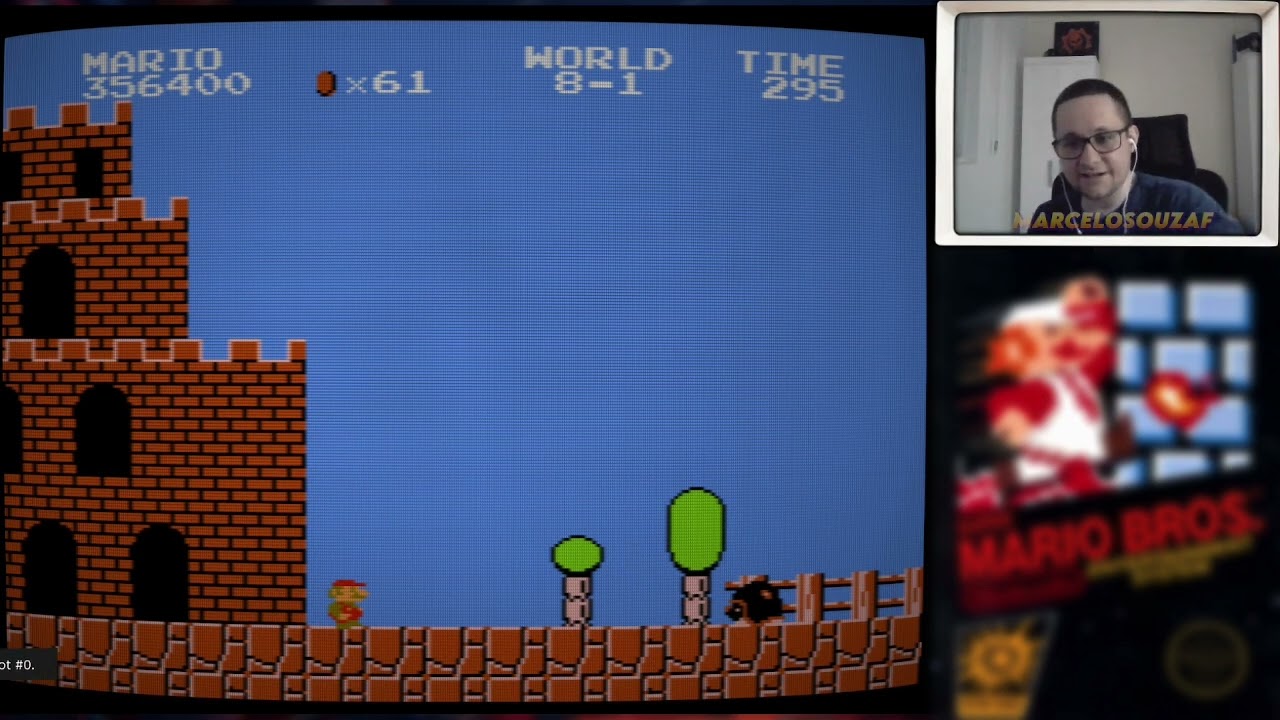 MARIO
356400
×61
WORLD
8-1
TIME
295
MARCELOSOUZAF
MARIO BROS.
ot #0.